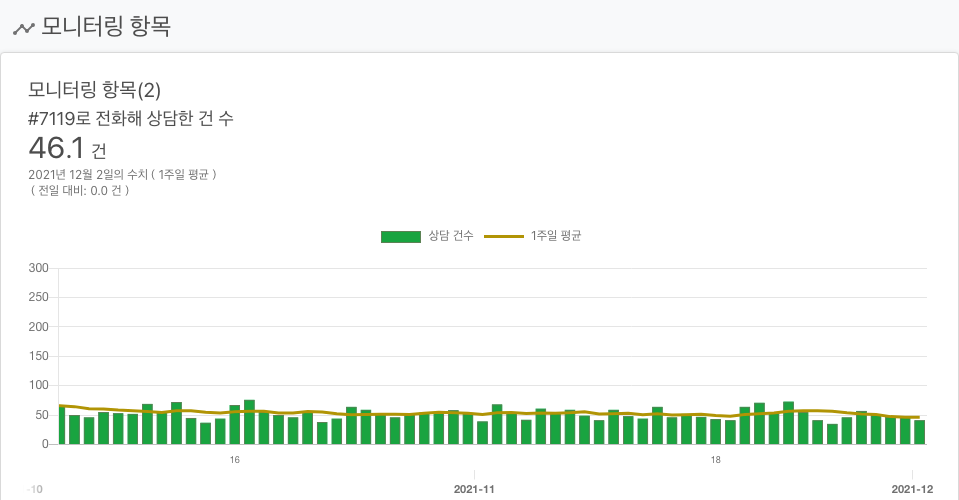 모니터링 항목
모니터링 항목(2)
#7119로 전화해 상담한 건 수
46.1 건
2021년 12월 2일의 수치 ( 1주일 평균 )
( 전일 대비: 0.0 건 )
상담 건수 1주일 평균
300
250
200
150
100
50
0
16 18
-10 2021-11 2021-12